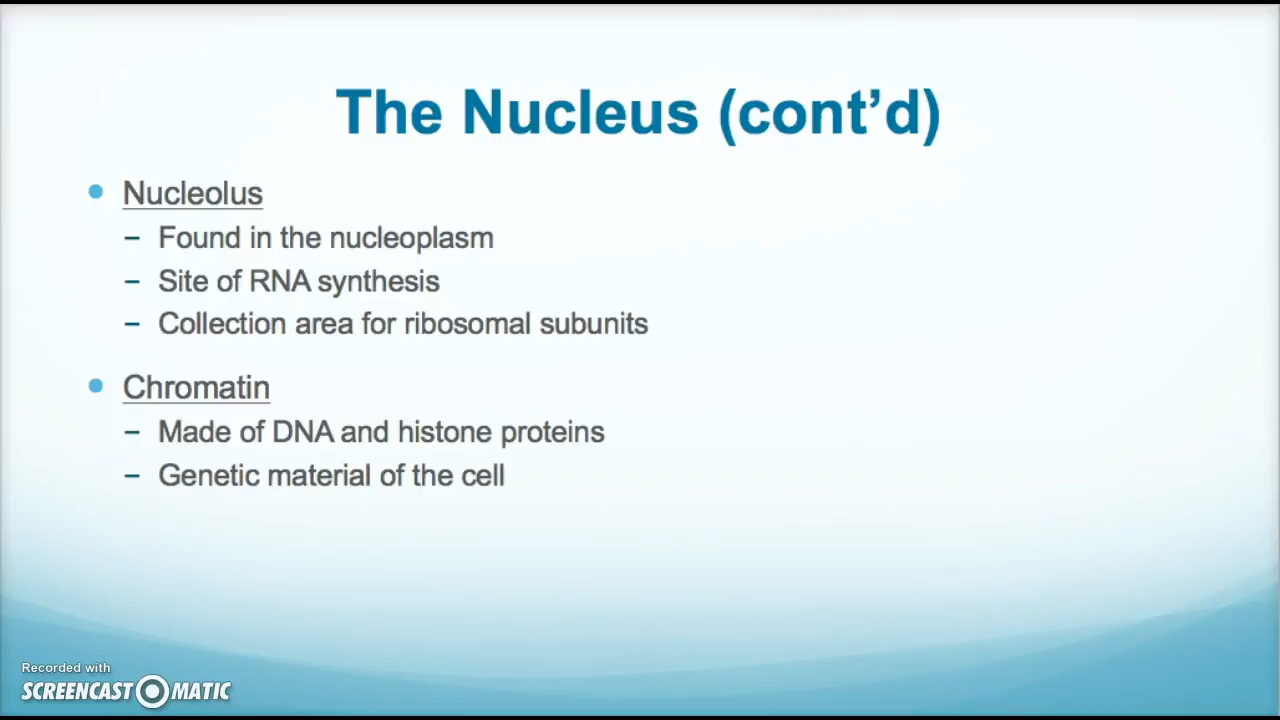 The Nucleus (cont’d)
• Nucleolus
– Found in the nucleoplasm
– Site of RNA synthesis
– Collection area for ribosomal subunits
• Chromatin
– Made of DNA and histone proteins
– Genetic material of the cell
Recorded with
SCREENCAST MATIC